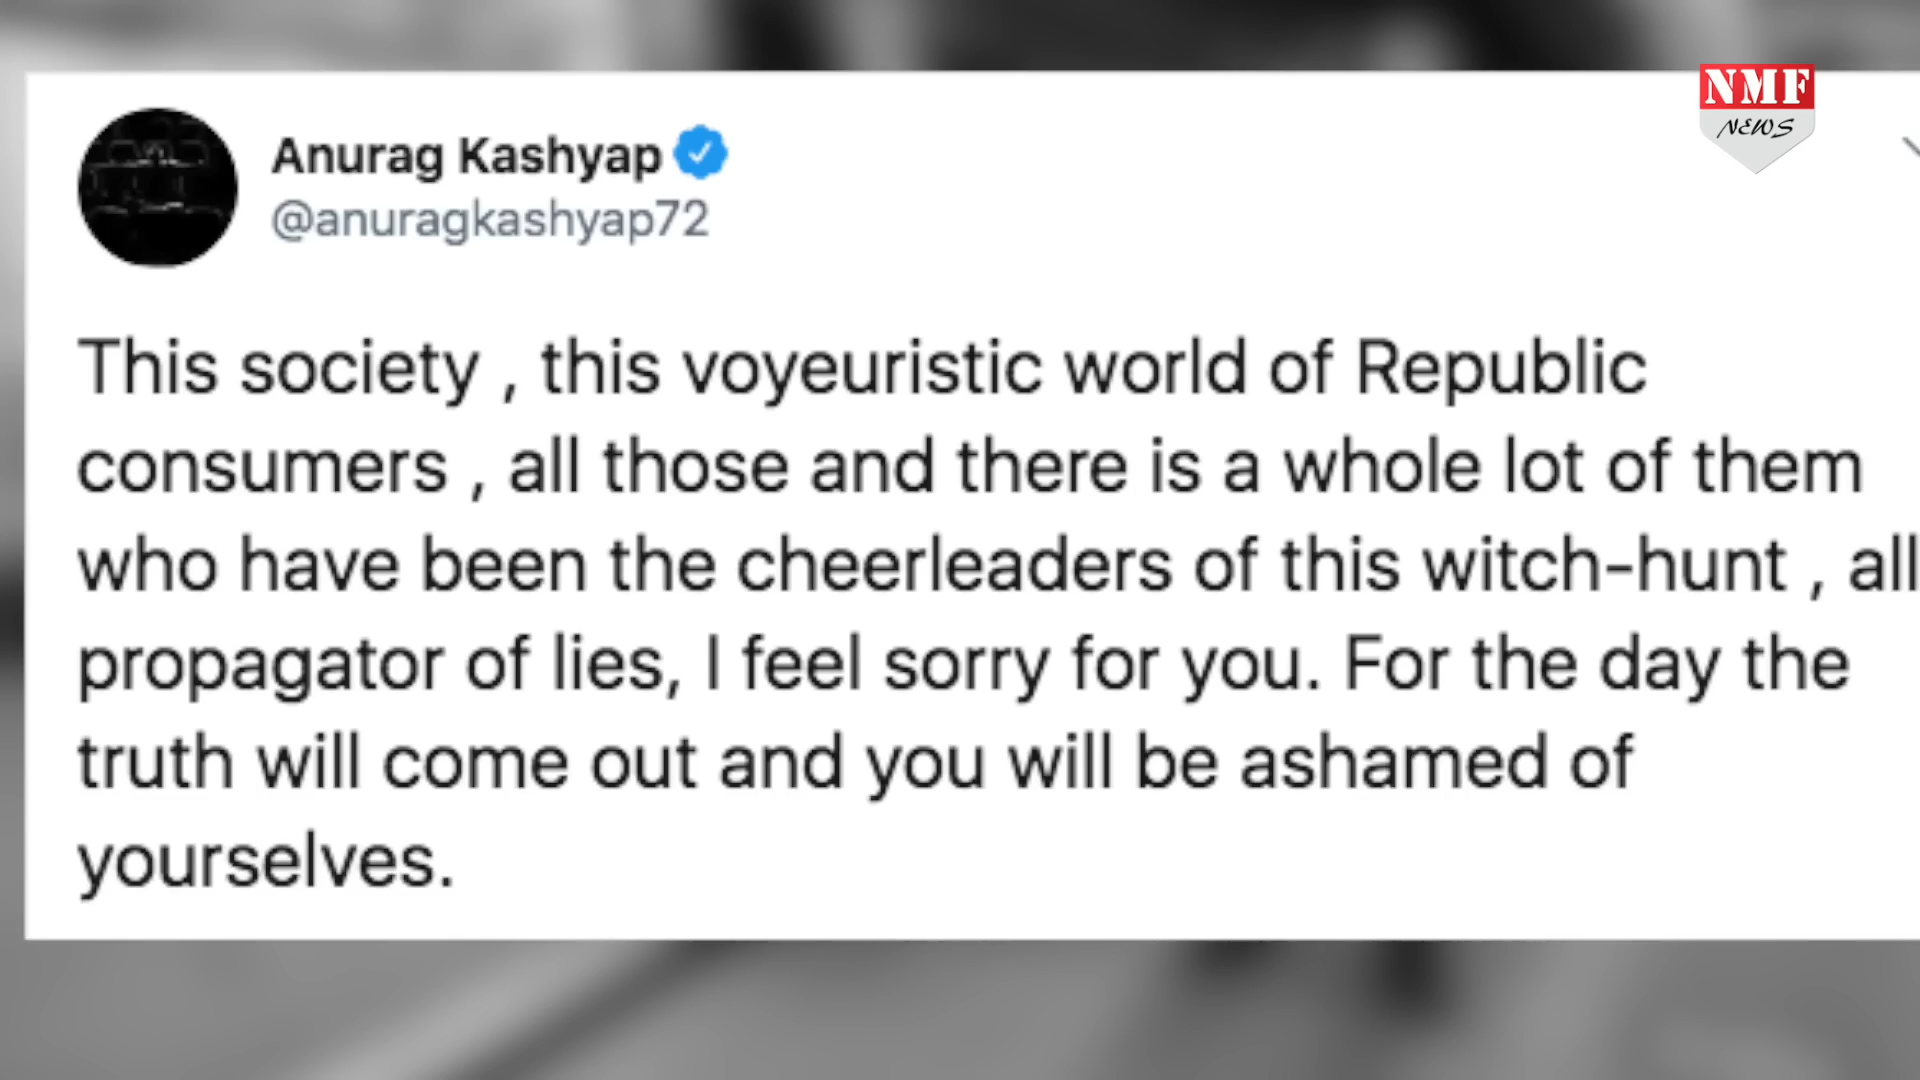 NMF
NEWS
Anurag Kashyap
@anuragkashyap72
This society , this voyeuristic world of Republic
consumers , all those and there is a whole lot of them
who have been the cheerleaders of this witch-hunt , all
propagator of lies, I feel sorry for you. For the day the
truth will come out and you will be ashamed of
yourselves.